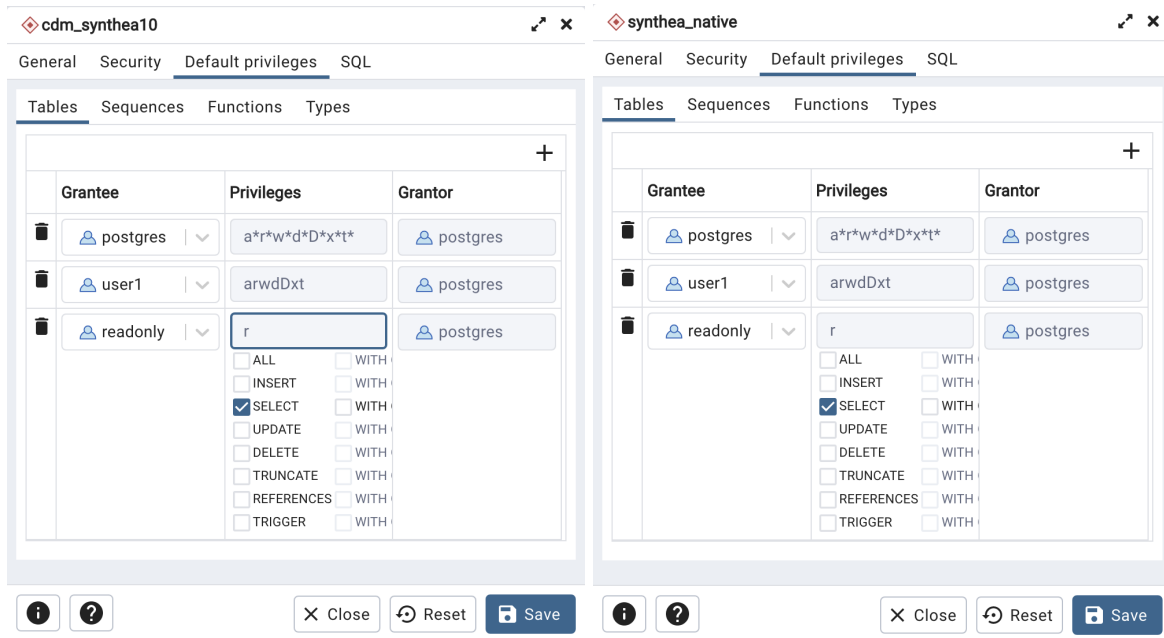 cdm_synthea10
General Security Default privileges SQL
Tables Sequences Functions Types
Grantee Privileges Grantor
postgres a*r*w*d*D*x*t* postgres
user1 arwdDxt postgres
readonly r postgres
ALL WITH
INSERT WITH
SELECT WITH
UPDATE WITH
DELETE WITH
TRUNCATE WITH
REFERENCES WITH
TRIGGER WITH
Close Reset Save
synthea_native
General Security Default privileges SQL
Tables Sequences Functions Types
Grantee Privileges Grantor
postgres a*r*w*d*D*x*t* postgres
user1 arwdDxt postgres
readonly r postgres
ALL WITH
INSERT WITH
SELECT WITH
UPDATE WITH
DELETE WITH
TRUNCATE WITH
REFERENCES WITH
TRIGGER WITH
Close Reset Save